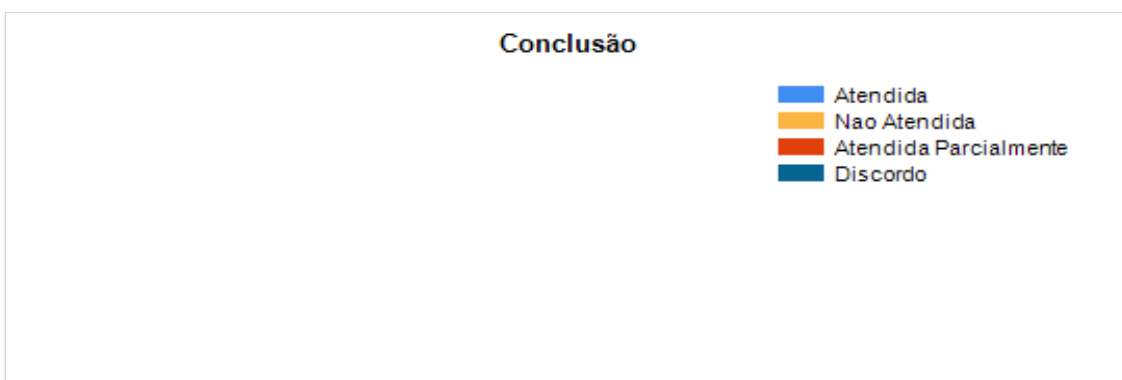 Conclusão
Atendida
Nao Atendida
Atendida Parcialmente
Discordo